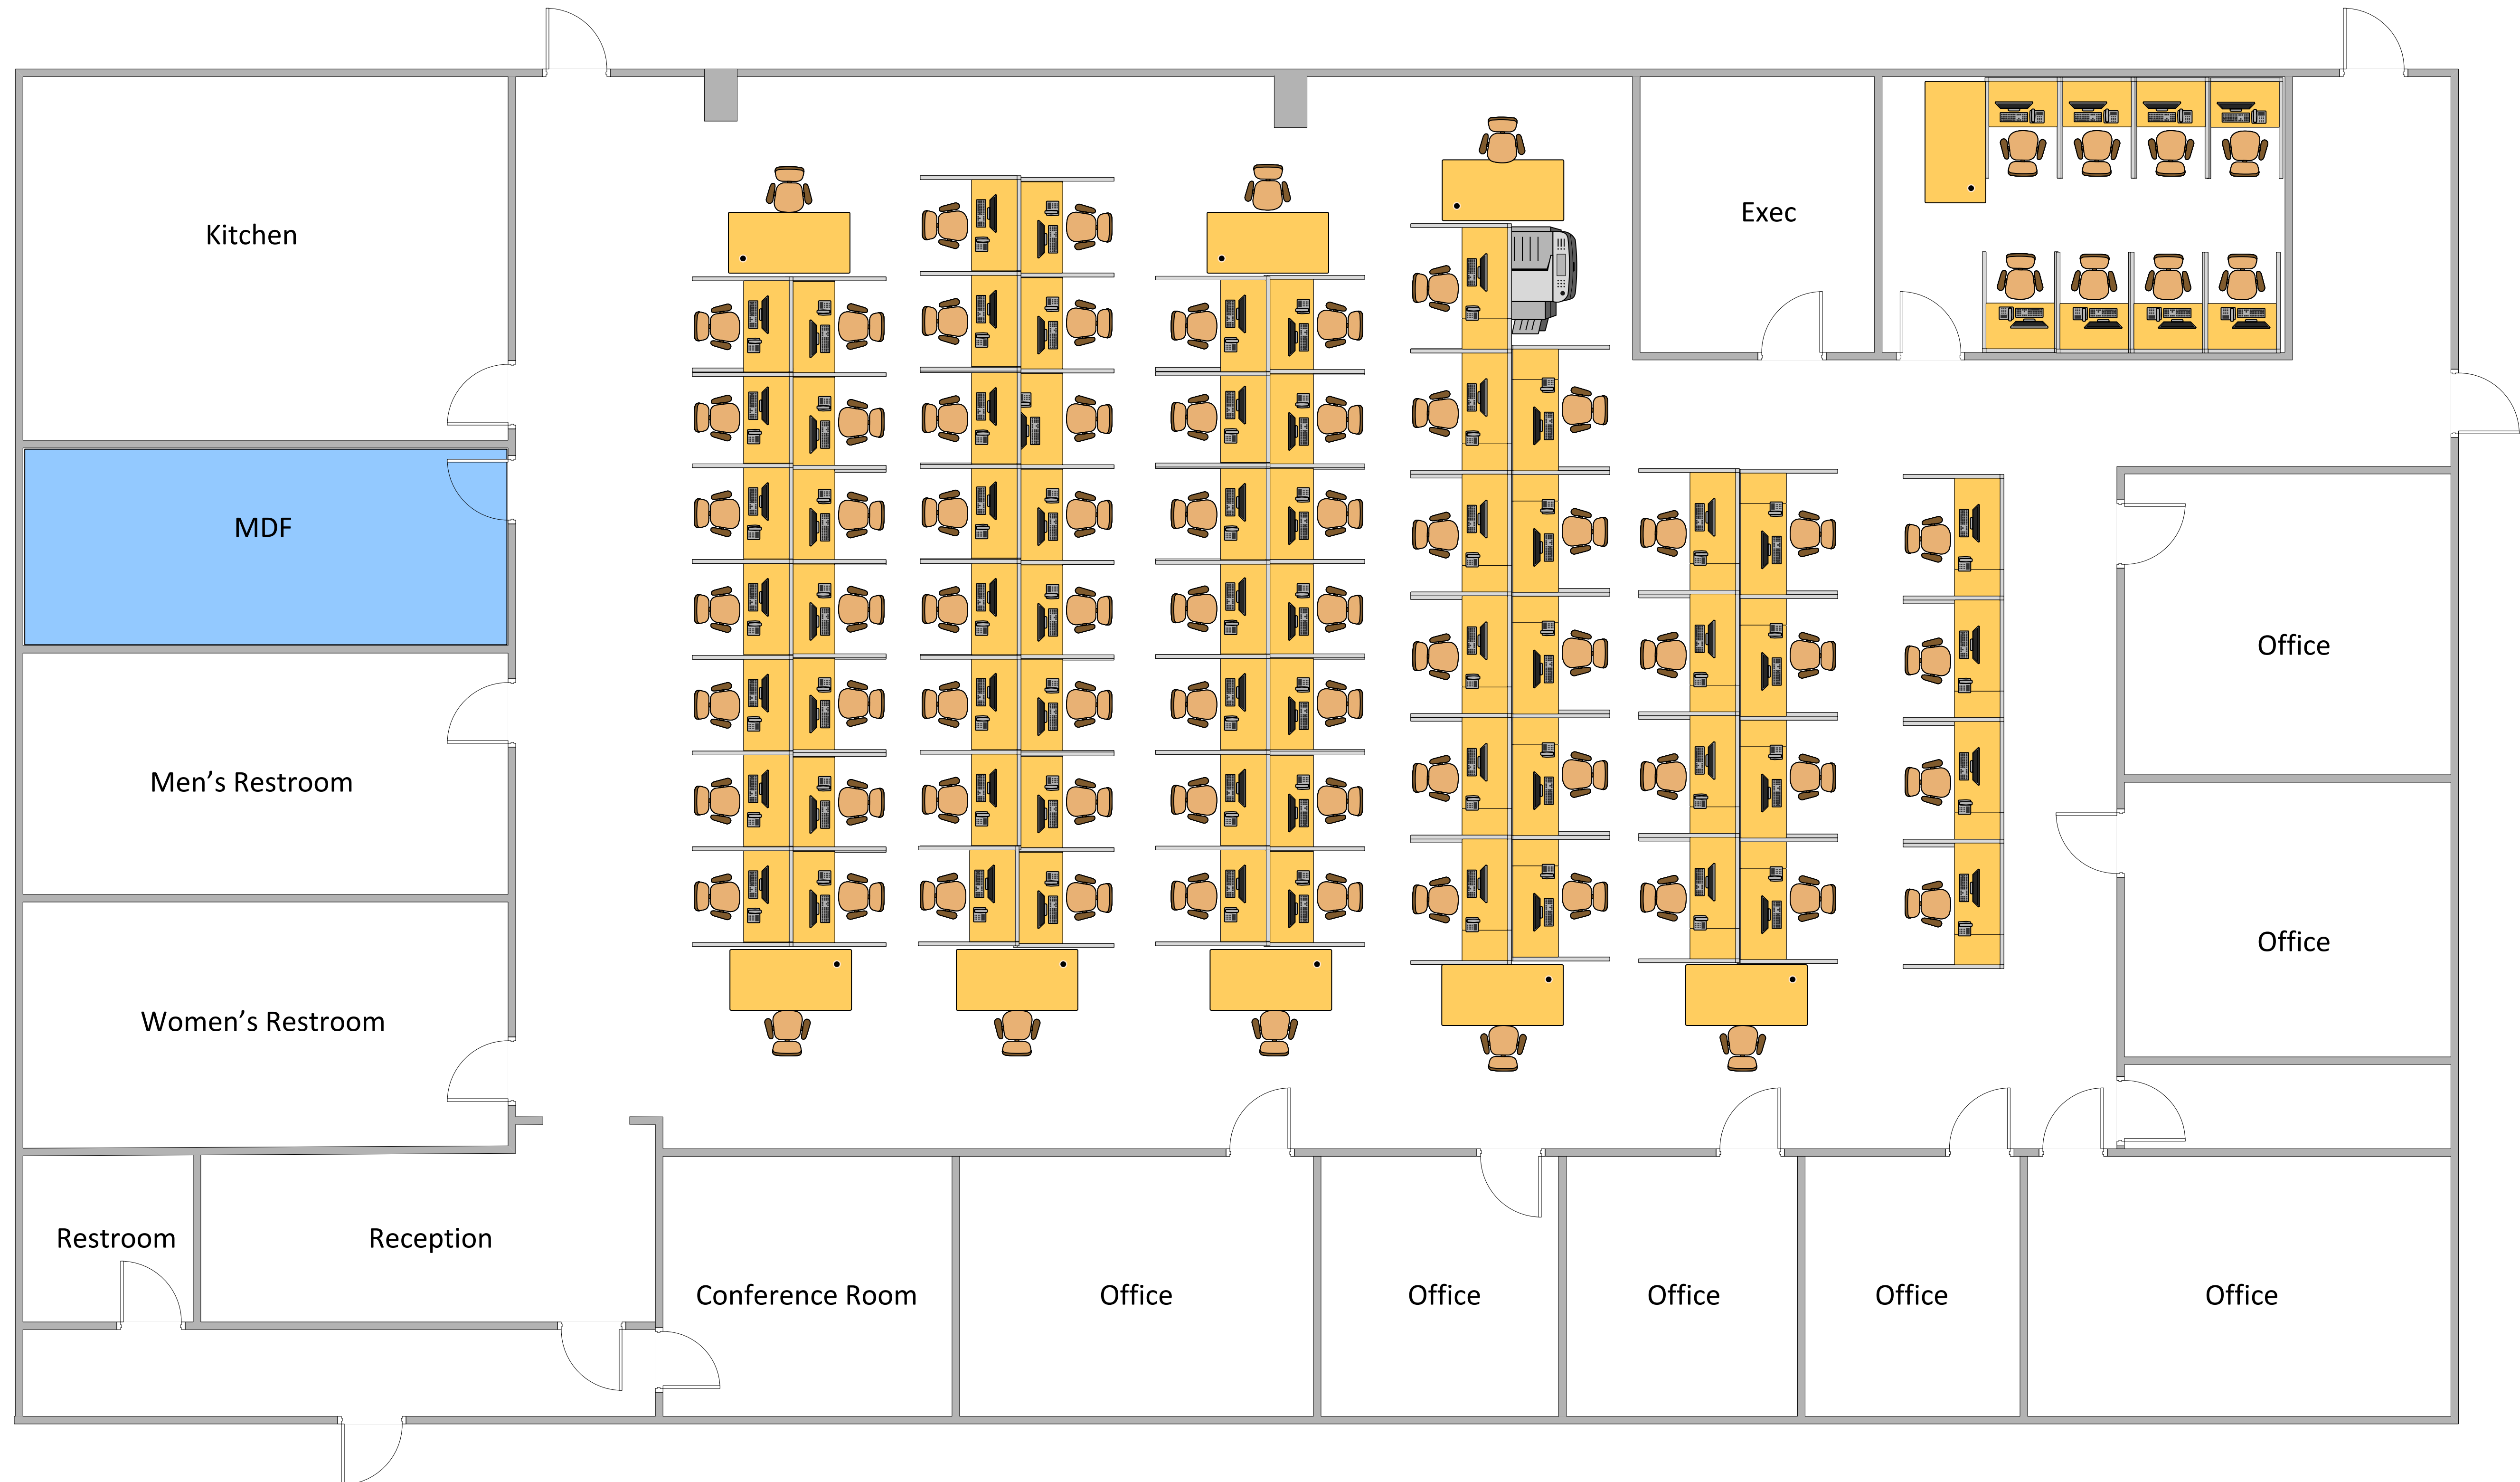 Exec
Kitchen
MDF
Office
Men’s Restroom
Office
Women’s Restroom
Restroom
Reception
Conference Room
Office
Office
Office
Office
Office